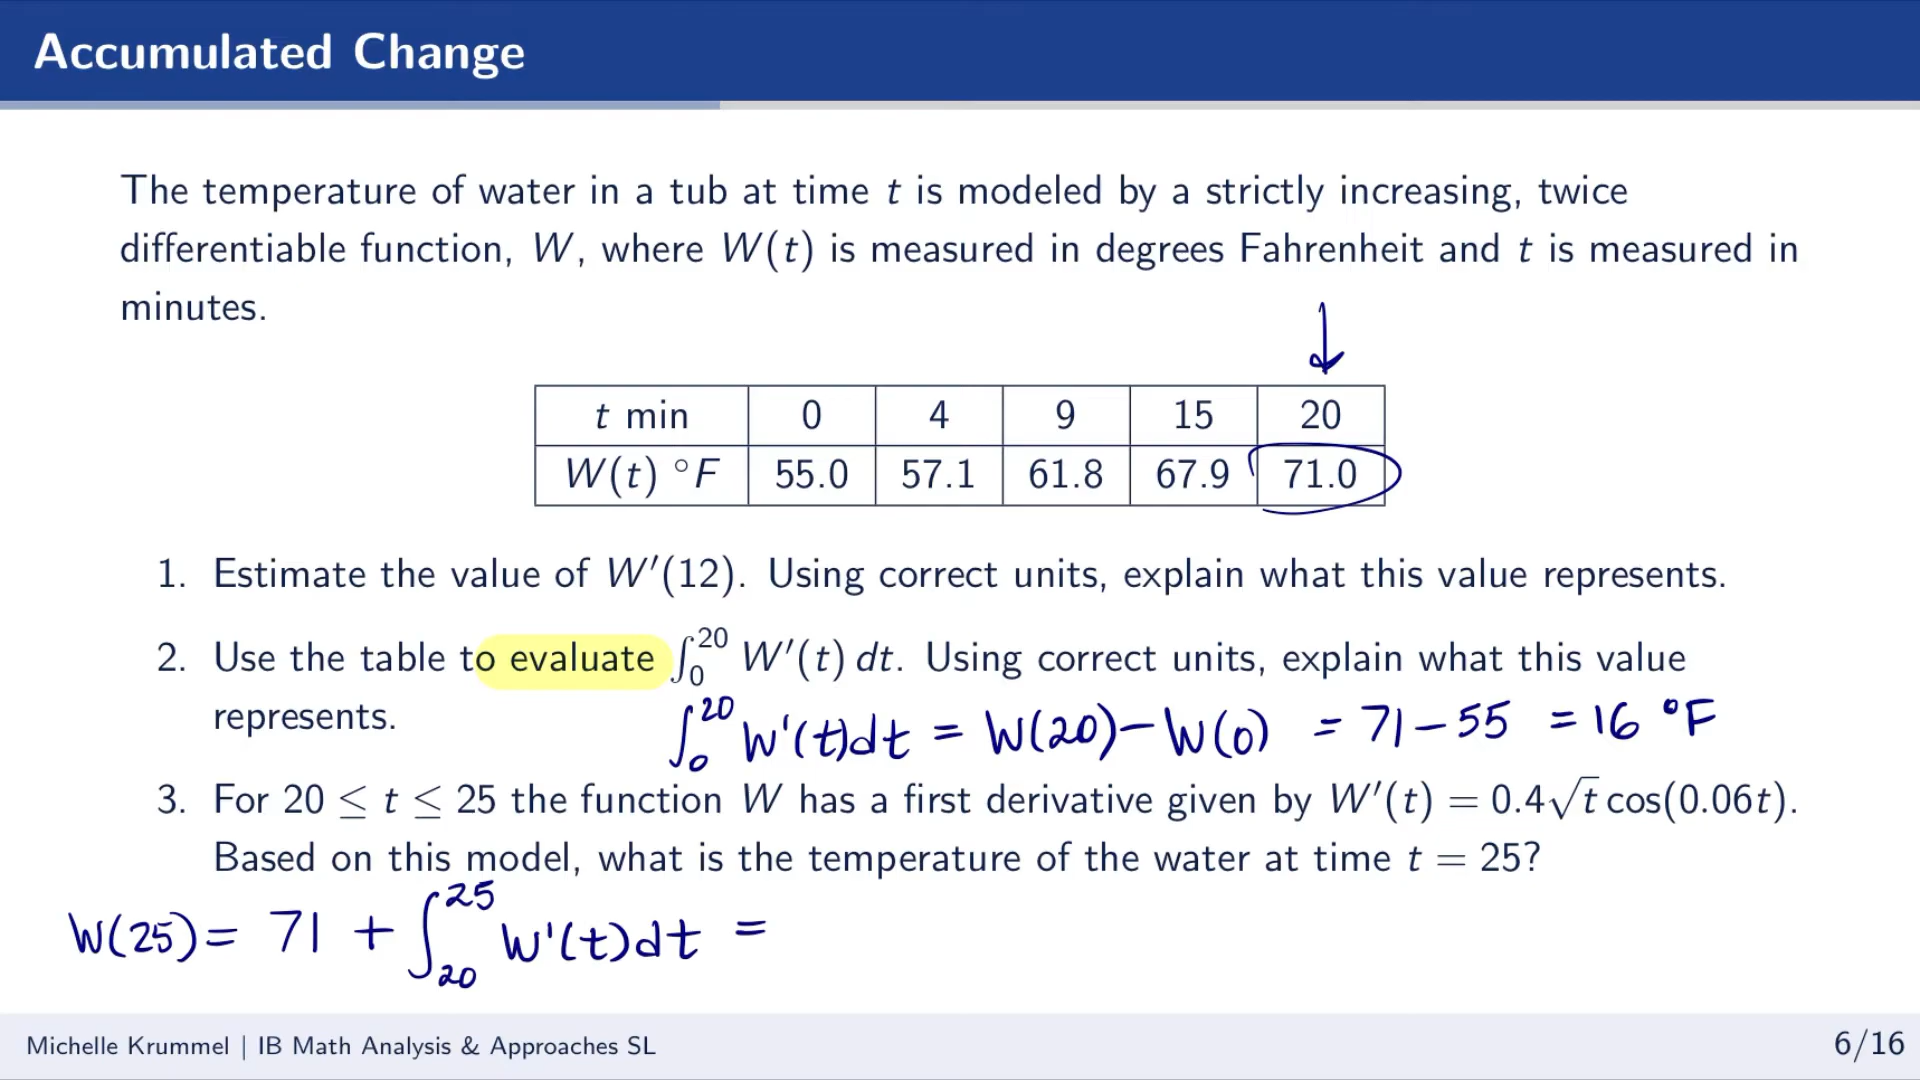 Accumulated Change
The temperature of water in a tub at time t is modeled by a strictly increasing, twice
differentiable function, W, where W(t) is measured in degrees Fahrenheit and t is measured in
minutes.
t min 0 4 9 15 20
W(t) °F 55.0 57.1 61.8 67.9 71.0
1. Estimate the value of W′(12). Using correct units, explain what this value represents.
2. Use the table to evaluate ∫₀²⁰ W′(t) dt. Using correct units, explain what this value
represents.
∫₀²⁰ W'(t)dt = W(20)-W(0) = 71-55 = 16 °F
3. For 20 ≤ t ≤ 25 the function W has a first derivative given by W′(t) = 0.4√t cos(0.06t).
Based on this model, what is the temperature of the water at time t = 25?
W(25) = 71 + ∫₂₀²⁵ W'(t)dt =
Michelle Krummel | IB Math Analysis & Approaches SL 6/16